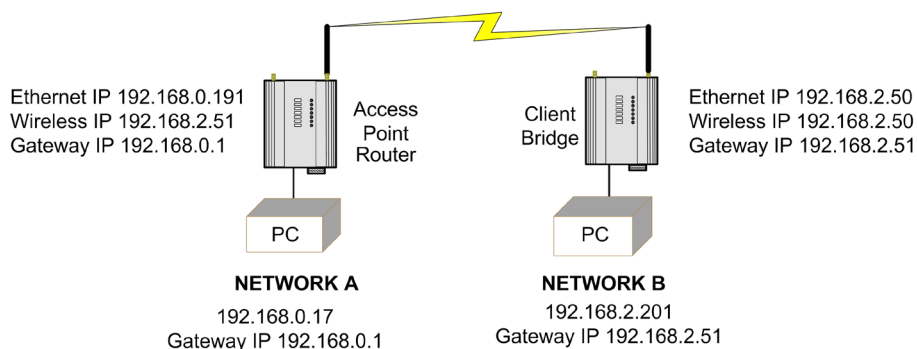 Ethernet IP 192.168.0.191
Wireless IP 192.168.2.51
Gateway IP 192.168.0.1
Access
Point
Router
Client
Bridge
Ethernet IP 192.168.2.50
Wireless IP 192.168.2.50
Gateway IP 192.168.2.51
PC
PC
NETWORK A
192.168.0.17
Gateway IP 192.168.0.1
NETWORK B
192.168.2.201
Gateway IP 192.168.2.51